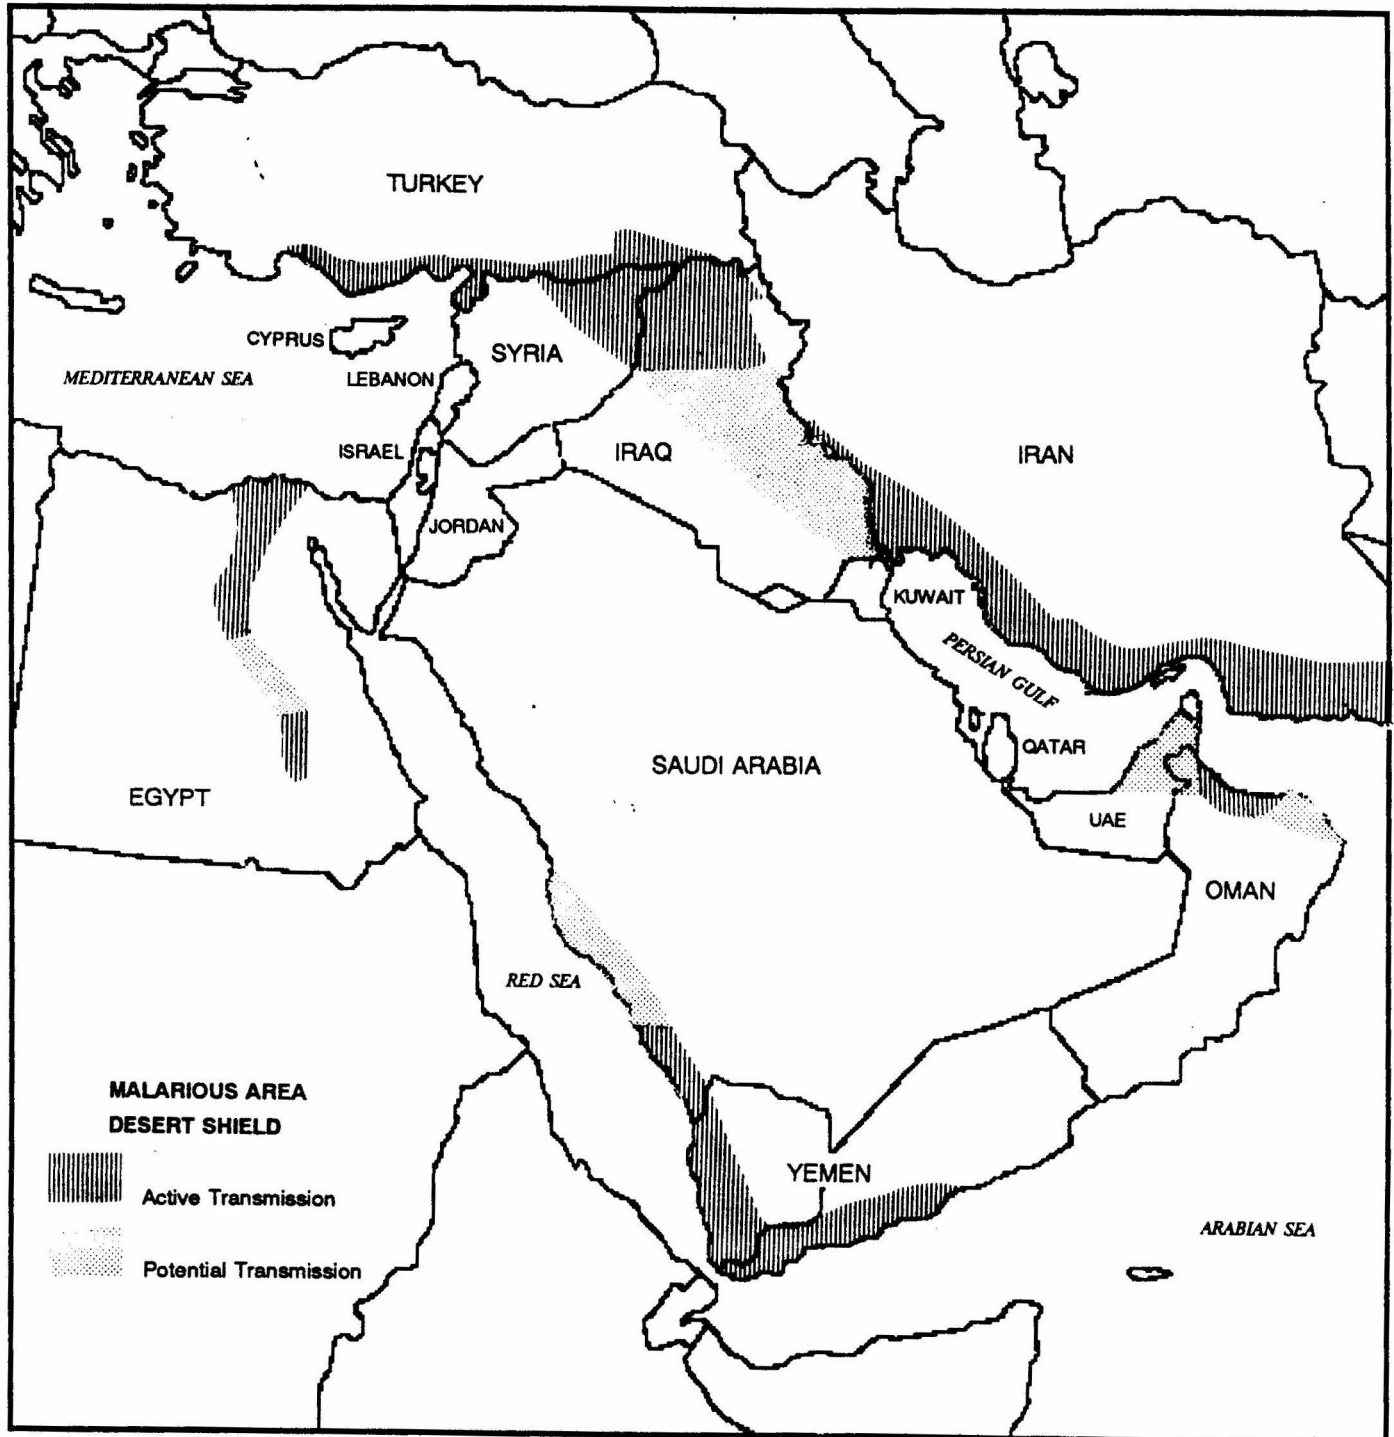 TURKEY
CYPRUS
SYRIA
MEDITERRANEAN SEA
LEBANON
ISRAEL
IRAQ
IRAN
JORDAN
KUWAIT
PERSIAN GULF
QATAR
SAUDI ARABIA
EGYPT
UAE
OMAN
RED SEA
MALARIOUS AREA
DESERT SHIELD
YEMEN
Active Transmission
ARABIAN SEA
Potential Transmission